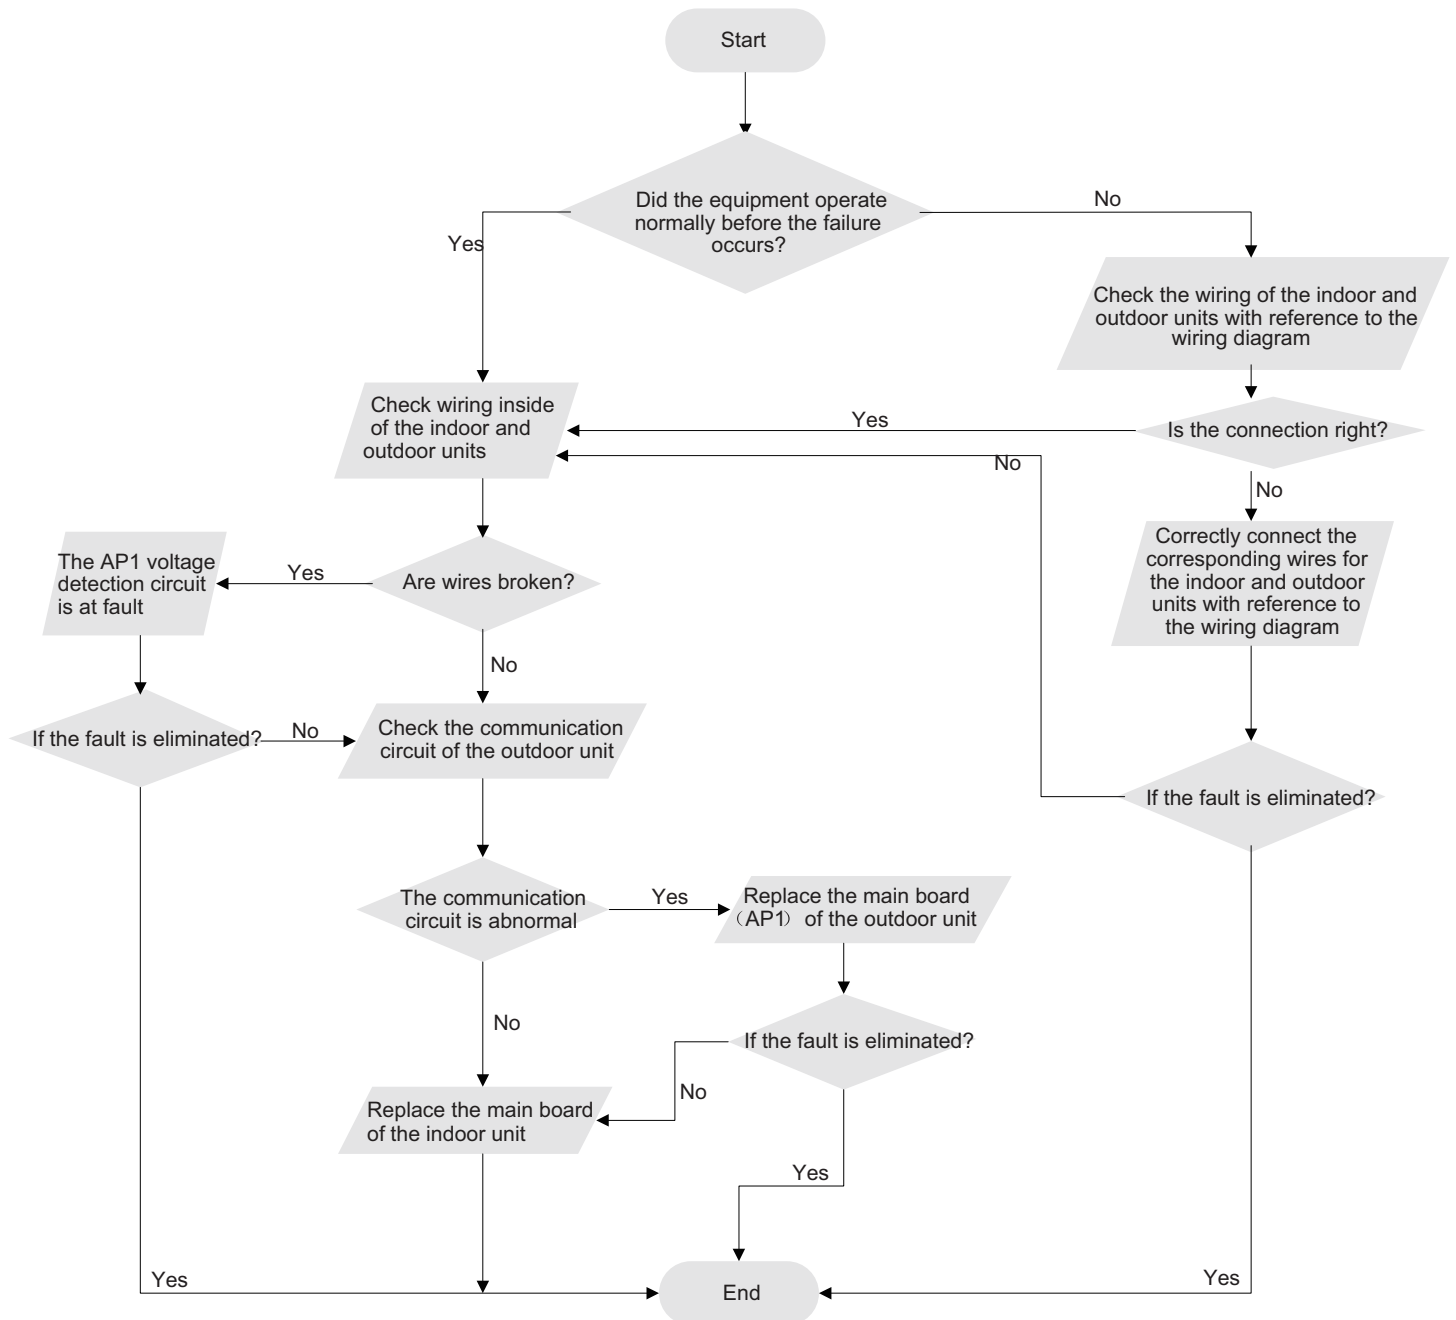 Start
Did the equipment operate
normally before the failure
occurs?
No
Yes
Check the wiring of the indoor and
outdoor units with reference to the
wiring diagram
Check wiring inside
of the indoor and
outdoor units
Yes
Is the connection right?
No
No
Correctly connect the
corresponding wires for
the indoor and outdoor
units with reference to
the wiring diagram
The AP1 voltage
detection circuit
is at fault
Yes
Are wires broken?
No
If the fault is eliminated?
No
Check the communication
circuit of the outdoor unit
If the fault is eliminated?
The communication
circuit is abnormal
Yes
Replace the main board
（AP1） of the outdoor unit
No
If the fault is eliminated?
No
Replace the main board
of the indoor unit
Yes
Yes
End
Yes